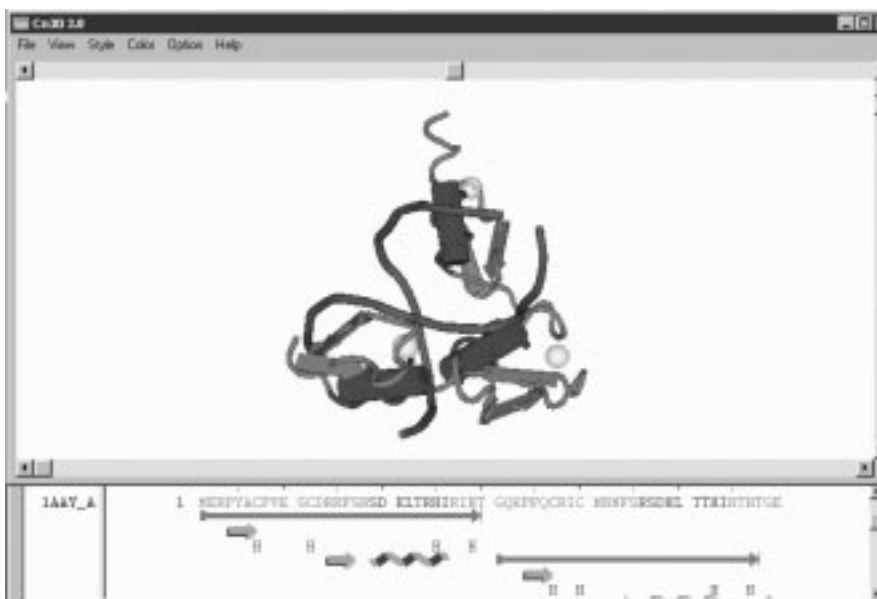 Cn3D 3.0
File View Style Color Option Help
1AAY_A 1 MERPYACPVE SCDRRFSRSD ELTRHIRIHT GQKPFQCRIC MRNFSRSDHL TTHIRTHTGE
H H H H
H H H H